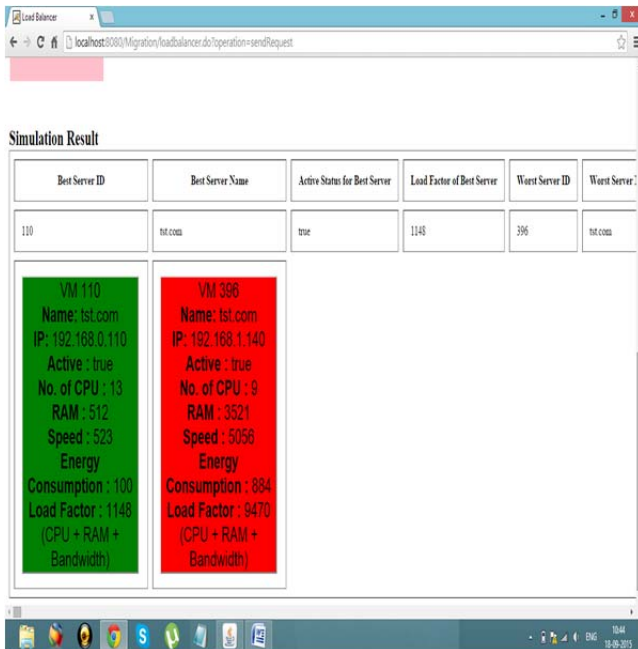 Load Balancer
localhost:8080/Migration/loadbalancer.do?operation=sendRequest
Simulation Result
Best Server ID
Best Server Name
Active Status for Best Server
Load Factor of Best Server
Worst Server ID
Worst Server
110
tst.com
true
1148
396
tst.com
VM 110
Name: tst.com
IP: 192.168.0.110
Active : true
No. of CPU : 13
RAM : 512
Speed : 523
Energy
Consumption : 100
Load Factor : 1148
(CPU + RAM +
Bandwidth)
VM 396
Name: tst.com
IP: 192.168.1.140
Active : true
No. of CPU : 9
RAM : 3521
Speed : 5056
Energy
Consumption : 884
Load Factor : 9470
(CPU + RAM +
Bandwidth)
ENG
10:44
18-09-2015